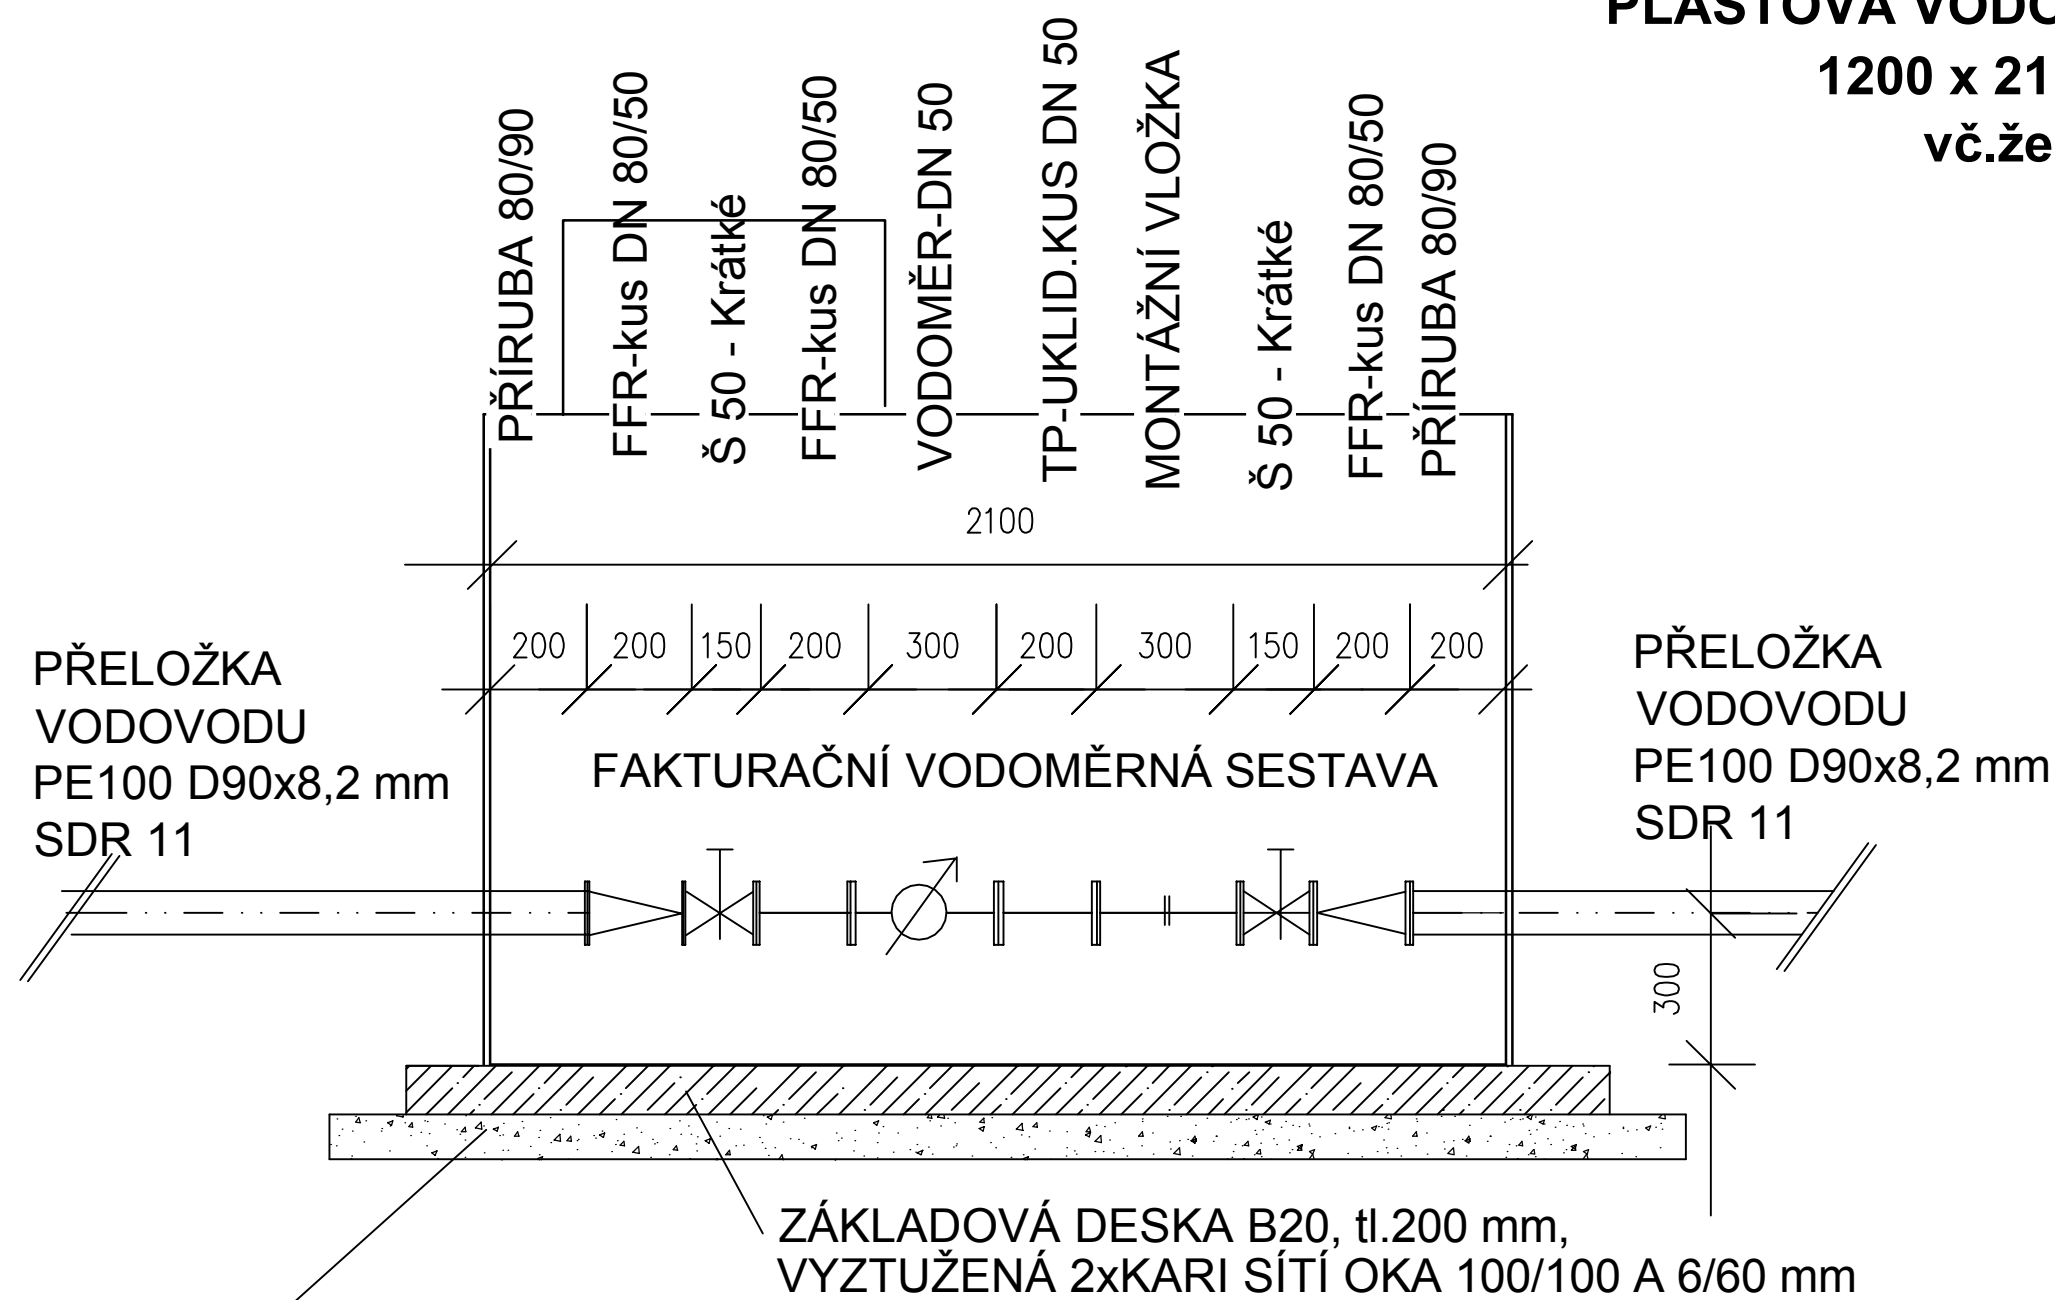 PLASTOVÁ
1200 x 21
vč.že
PŘÍRUBA 80/90
FFR-kus DN 80/50
Š 50 - Krátké
FFR-kus DN 80/50
VODOMĚR-DN 50
TP-UKLID.KUS DN 50
MONTÁŽNÍ VLOŽKA
Š 50 - Krátké
FFR-kus DN 80/50
PŘÍRUBA 80/90
2100
200 200 150 200 300 200 300 150 200 200
PŘELOŽKA
VODOVODU
PE100 D90x8,2 mm
SDR 11
FAKTURAČNÍ VODOMĚRNÁ SESTAVA
PŘELOŽKA
VODOVODU
PE100 D90x8,2 mm
SDR 11
300
ZÁKLADOVÁ DESKA B20, tl.200 mm,
VYZTUŽENÁ 2xKARI SÍTÍ OKA 100/100 A 6/60 mm